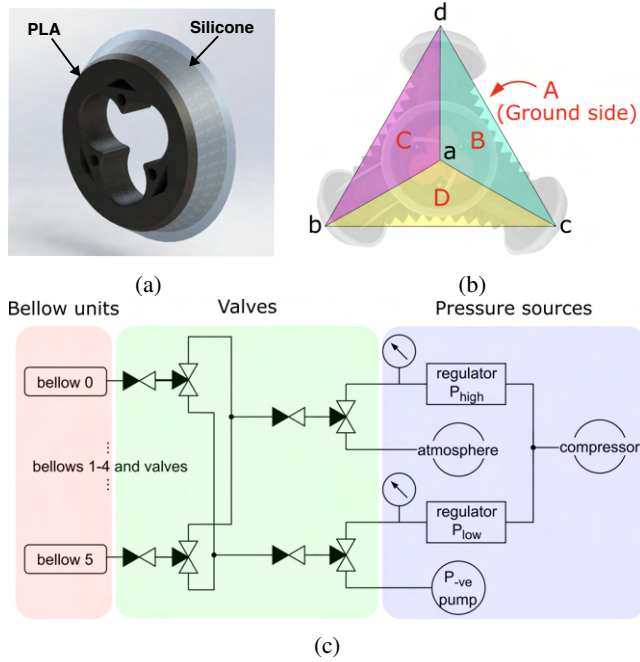 PLA
Silicone
(a)
d
A
(Ground side)
C
B
a
D
b
c
(b)
Bellow units
Valves
Pressure sources
bellow 0
regulator
Phigh
atmosphere
compressor
bellows 1-4 and valves
bellow 5
regulator
Plow
P-ve
pump
(c)